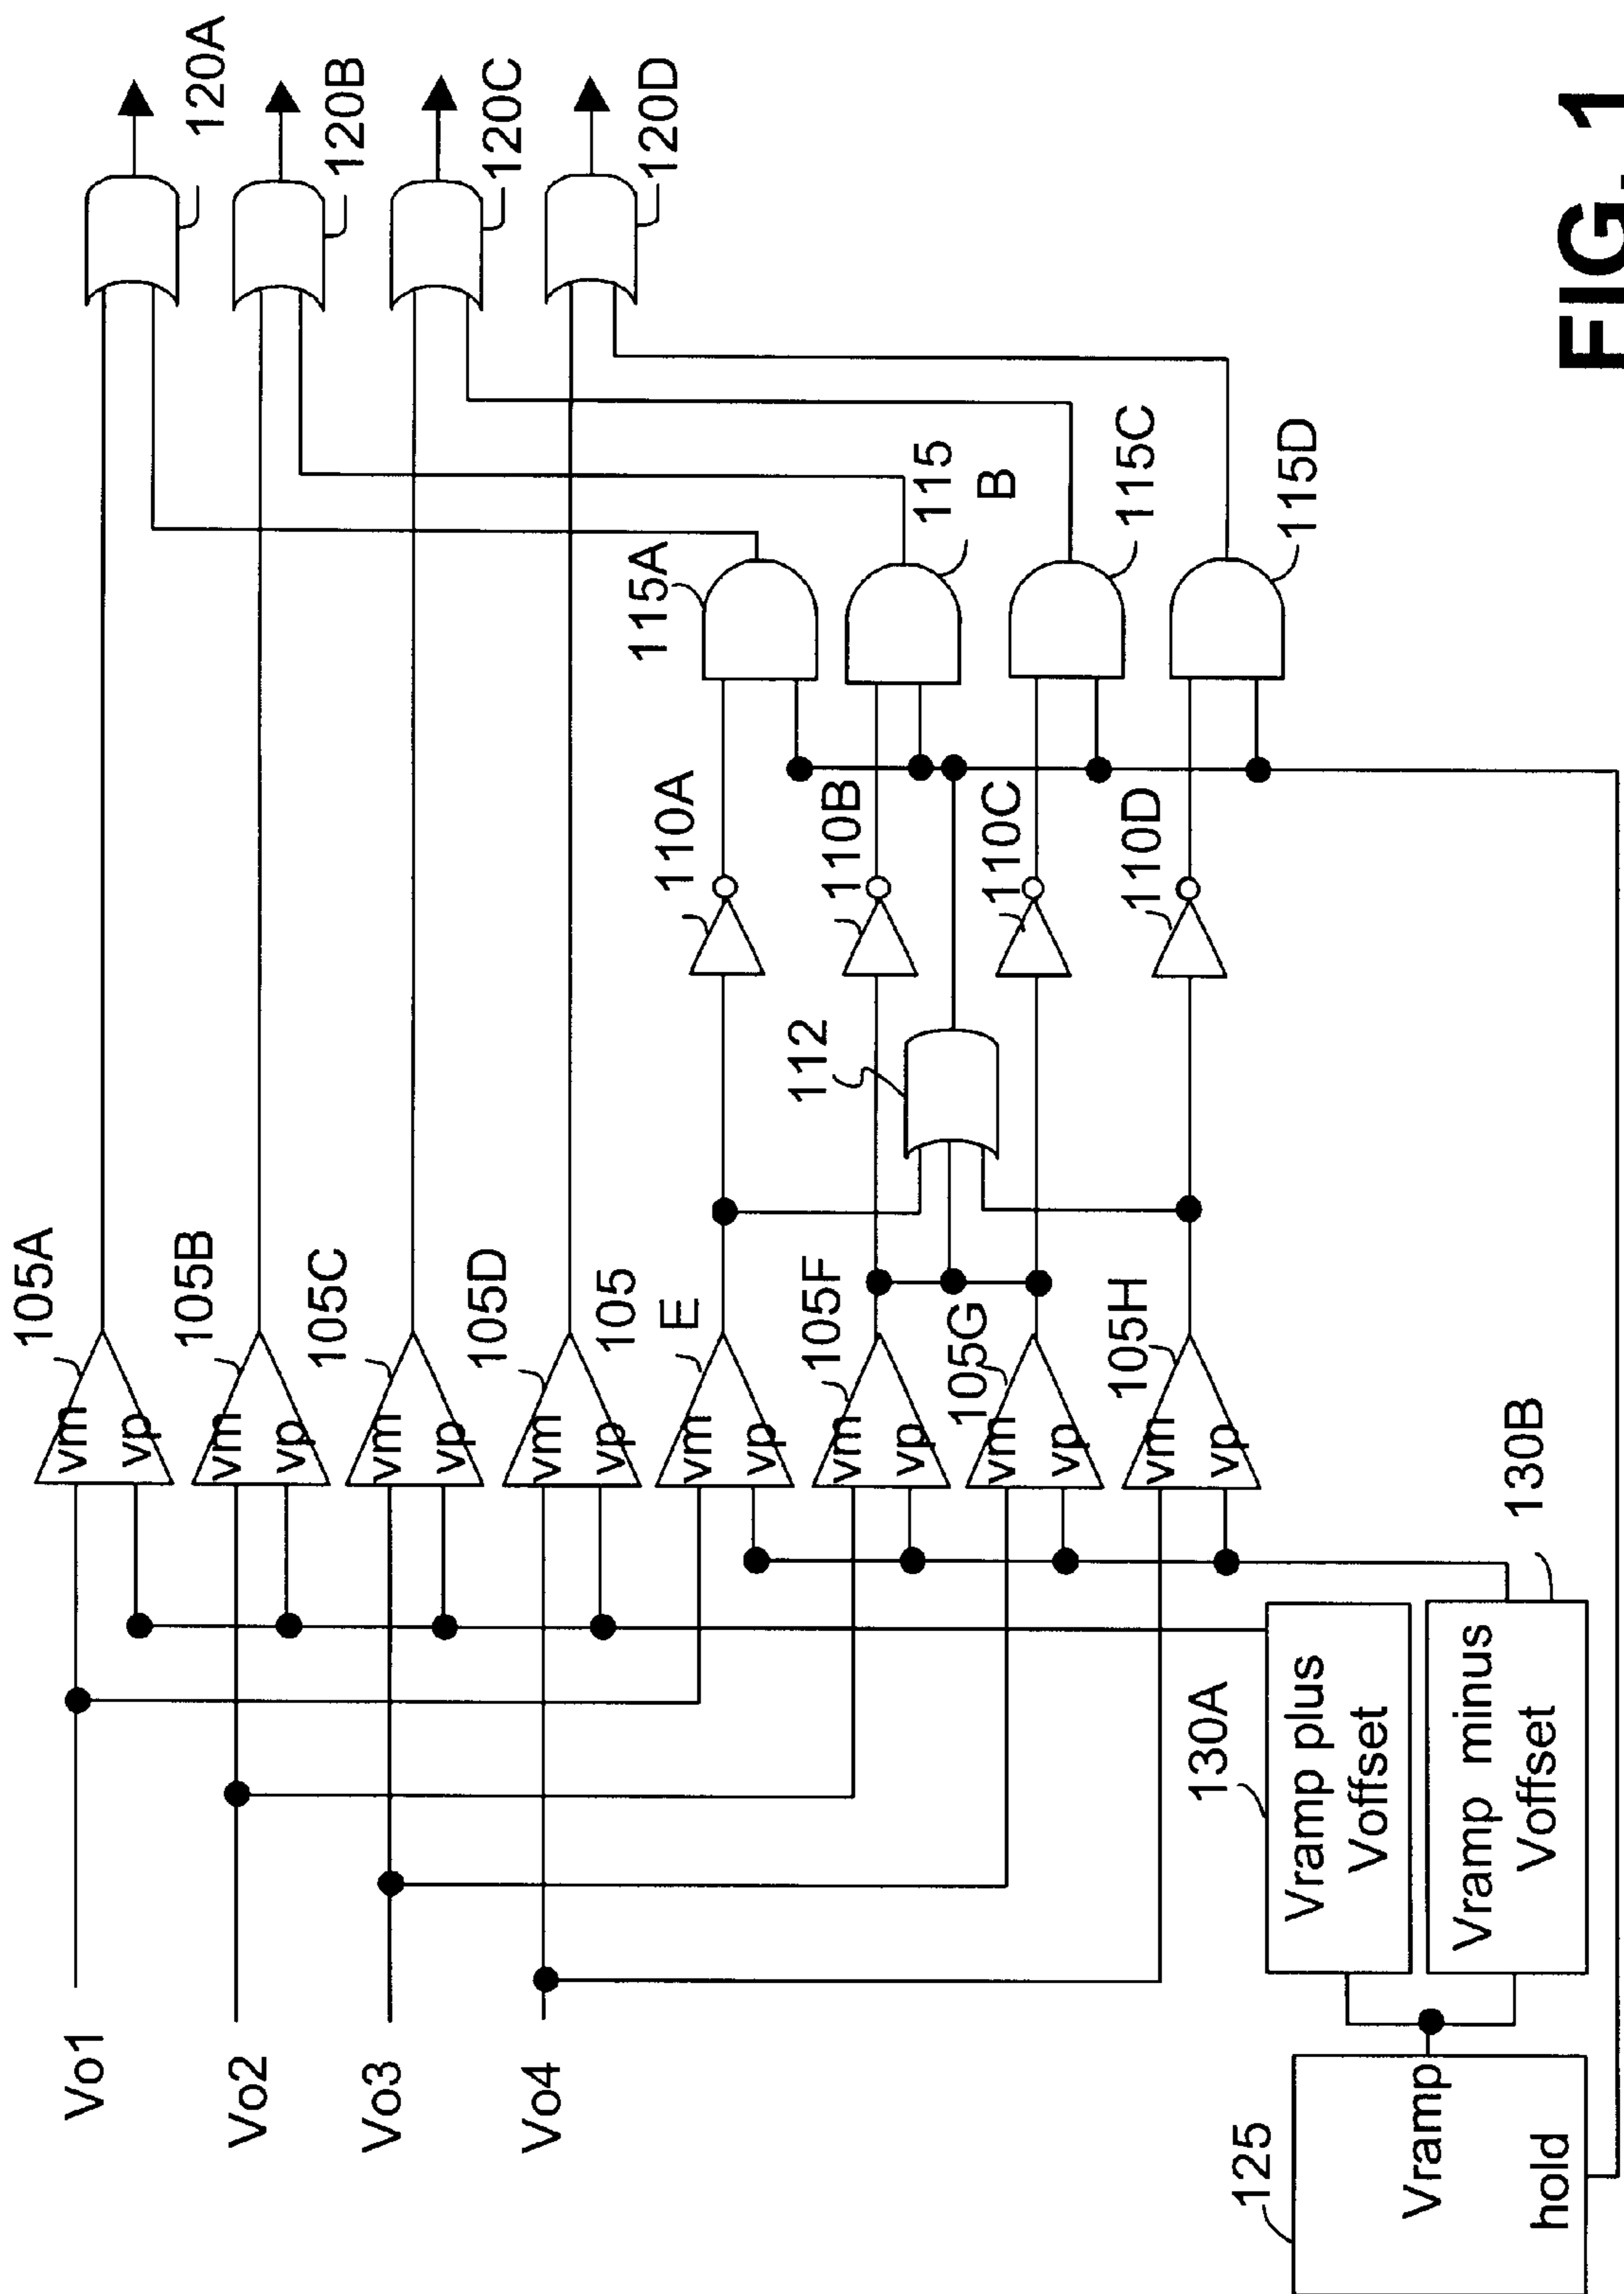 120A
120B
120C
120D
FIG. 1
115A
115
B
115C
115D
110A
110B
110C
110D
112
105A
105B
105C
105D
105
E
105F
105G
105H
vm
vp
vm
vp
vm
vp
vm
vp
vm
vp
vm
vp
vm
vp
vm
vp
130B
130A
Vramp plus
Voffset
Vramp minus
Voffset
Vo1
Vo2
Vo3
Vo4
125
Vramp
hold